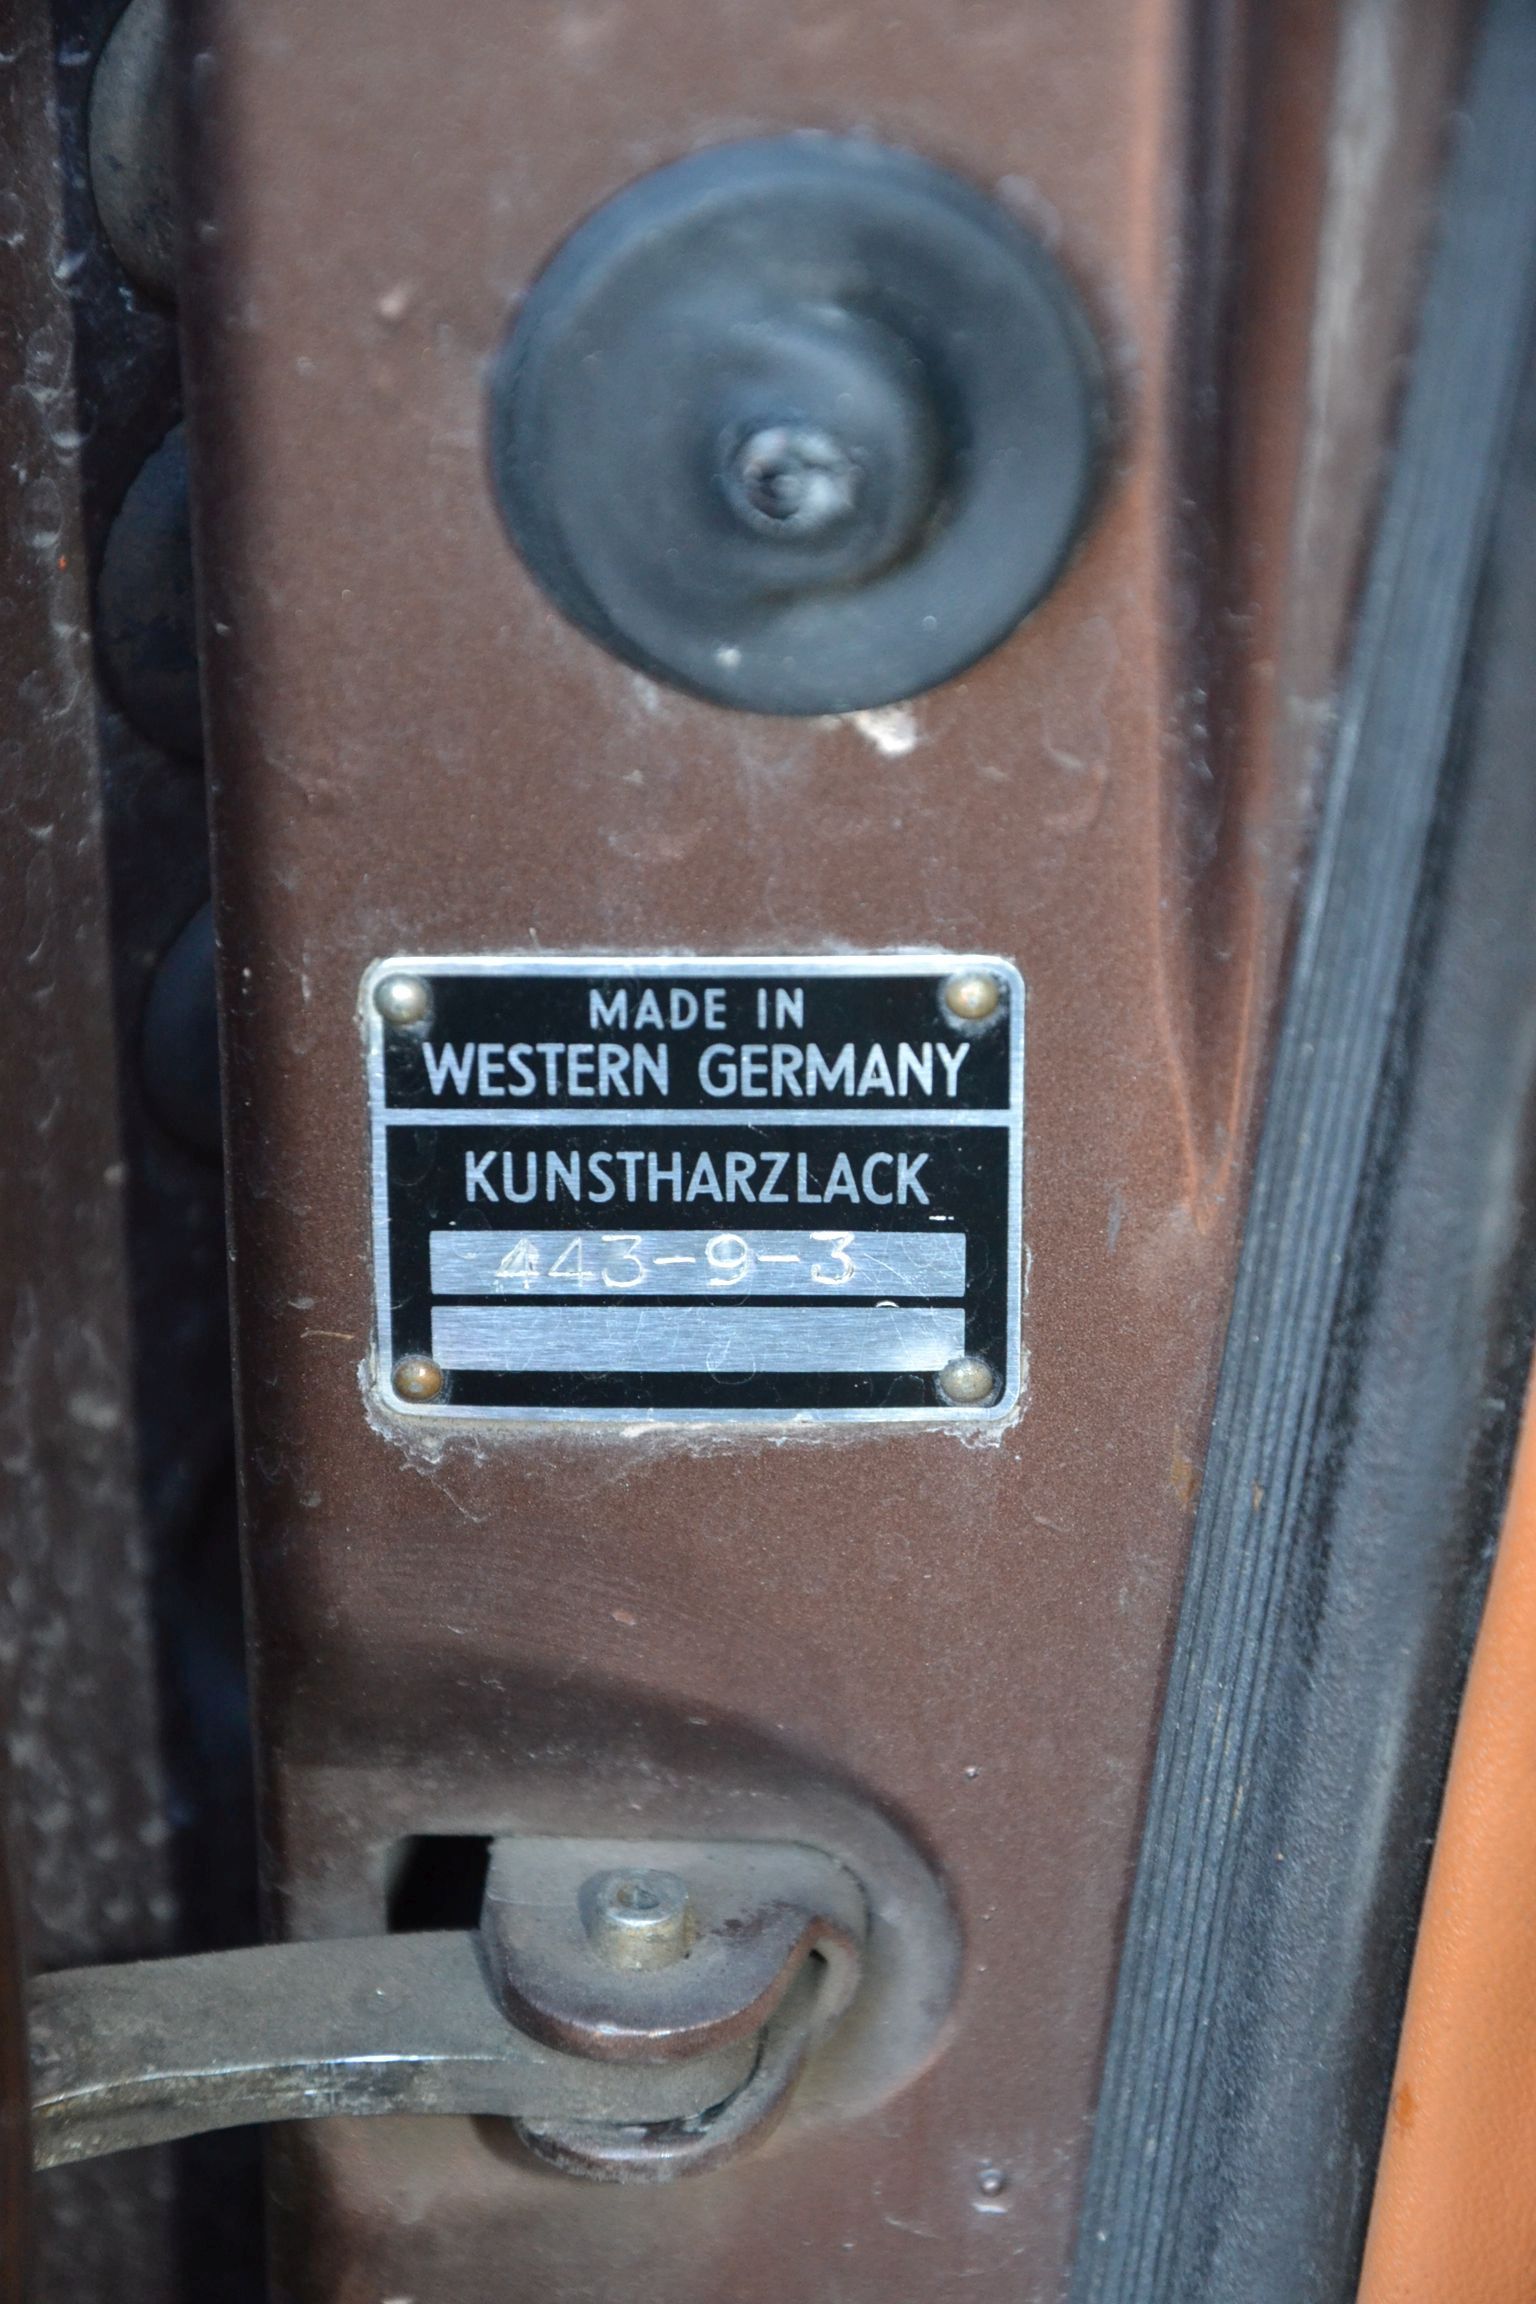 MADE IN
WESTERN GERMANY
KUNSTHARZLACK
443-9-3